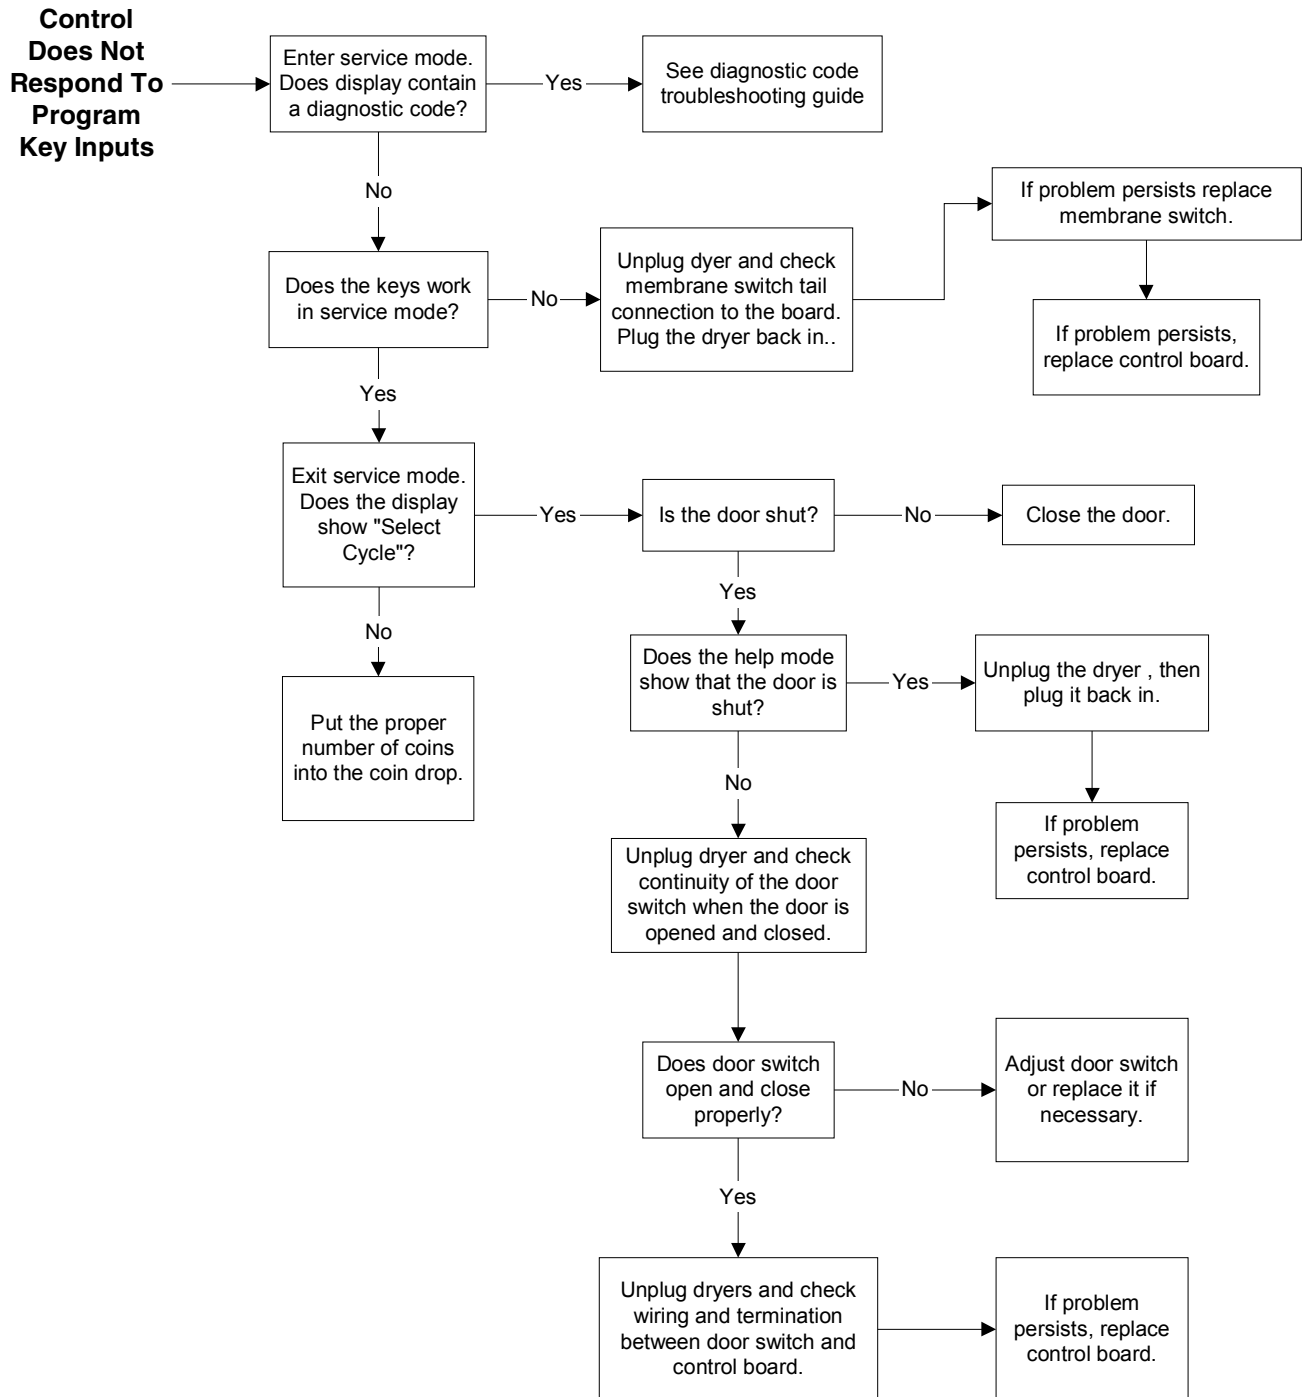 Control
Does Not
Respond To
Program
Key Inputs
Enter service mode.
Does display contain
a diagnostic code?
Yes
See diagnostic code
troubleshooting guide
No
Does the keys work
in service mode?
No
Unplug dyer and check
membrane switch tail
connection to the board.
Plug the dryer back in..
If problem persists replace
membrane switch.
If problem persists,
replace control board.
Yes
Exit service mode.
Does the display
show "Select
Cycle"?
Yes
Is the door shut?
No
Close the door.
No
Put the proper
number of coins
into the coin drop.
Yes
Does the help mode
show that the door is
shut?
Yes
Unplug the dryer , then
plug it back in.
If problem
persists, replace
control board.
No
Unplug dryer and check
continuity of the door
switch when the door is
opened and closed.
Does door switch
open and close
properly?
No
Adjust door switch
or replace it if
necessary.
Yes
Unplug dryers and check
wiring and termination
between door switch and
control board.
If problem
persists, replace
control board.